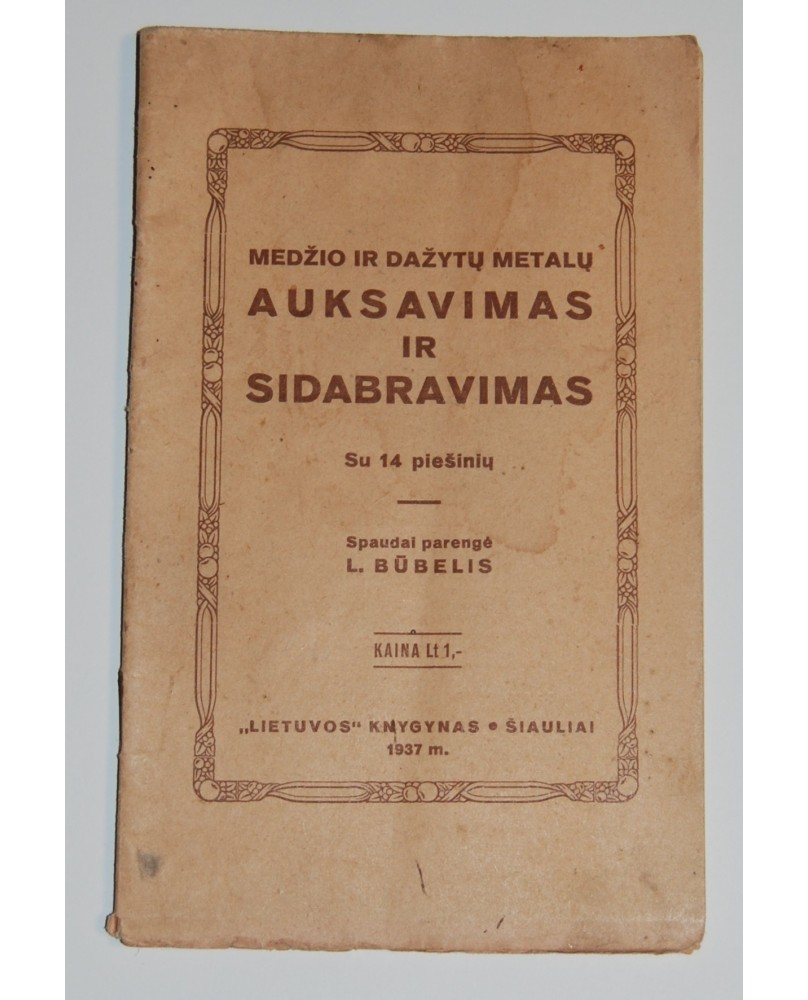 MEDŽIO IR DAŽYTŲ METALŲ
AUKSAVIMAS
IR
SIDABRAVIMAS
Su 14 piešinių
Spaudai parengė
L. BŪBELIS
KAINA Lt 1,-
„LIETUVOS“ KNYGYNAS • ŠIAULIAI
1937 m.